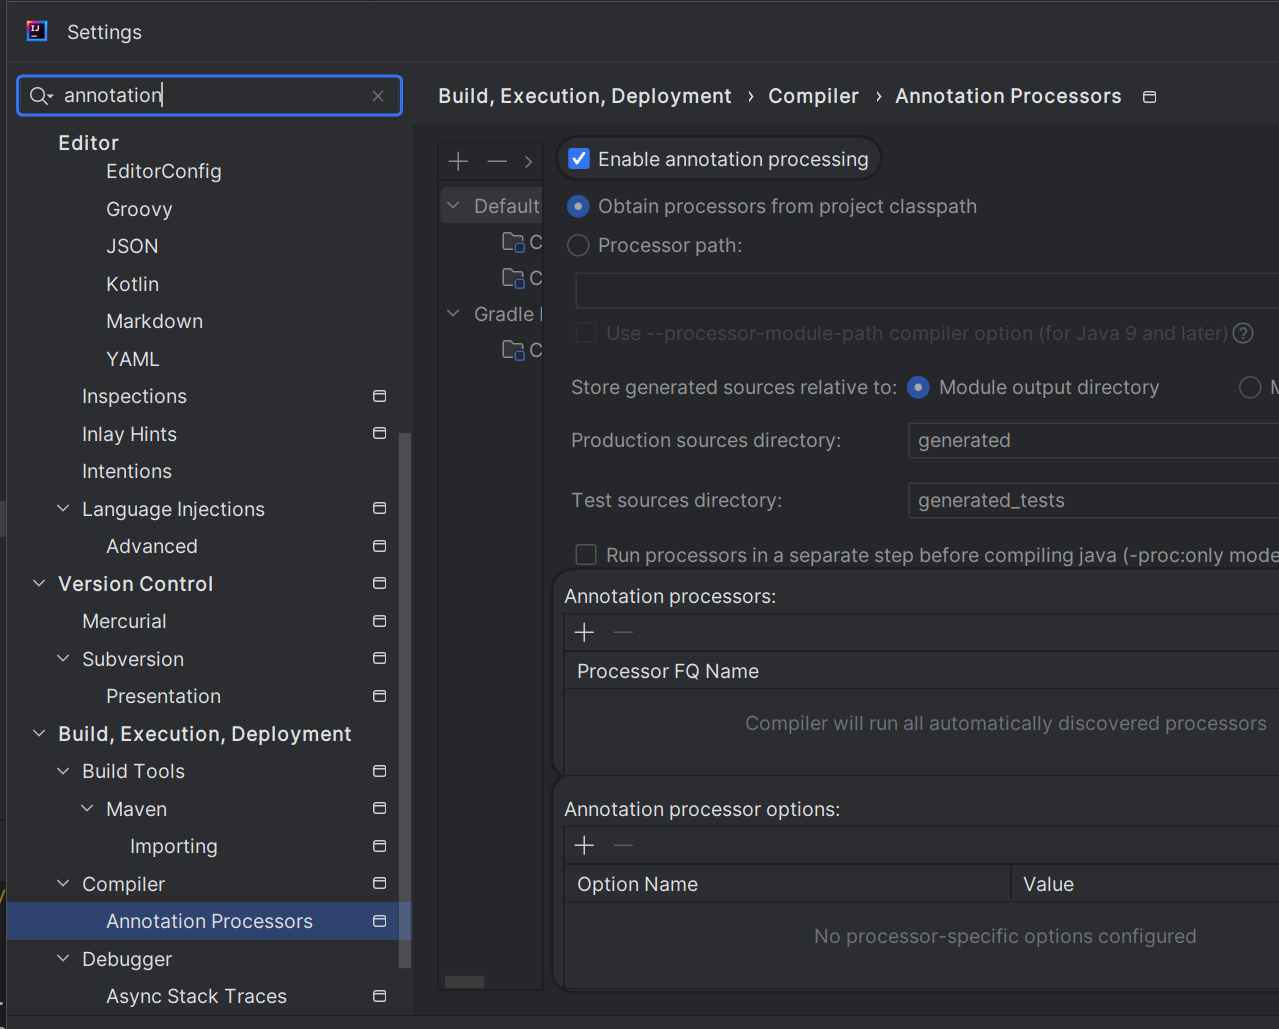 Settings
annotation
Editor
EditorConfig
Groovy
JSON
Kotlin
Markdown
YAML
Inspections
Inlay Hints
Intentions
Language Injections
Advanced
Version Control
Mercurial
Subversion
Presentation
Build, Execution, Deployment
Build Tools
Maven
Importing
Compiler
Annotation Processors
Debugger
Async Stack Traces
Build, Execution, Deployment › Compiler › Annotation Processors
Default
C
C
Gradle
C
Enable annotation processing
Obtain processors from project classpath
Processor path:
Use --processor-module-path compiler option (for Java 9 and later)
Store generated sources relative to: Module output directory
Production sources directory: generated
Test sources directory: generated_tests
Run processors in a separate step before compiling java (-proc:only mode
Annotation processors:
Processor FQ Name
Compiler will run all automatically discovered processors
Annotation processor options:
Option Name Value
No processor-specific options configured